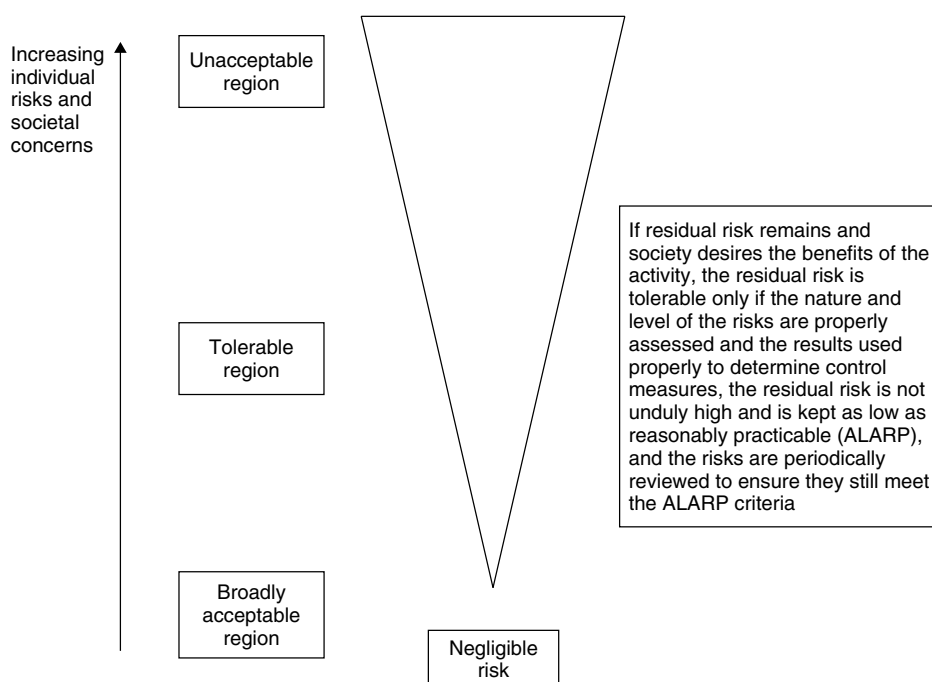 Increasing
individual
risks and
societal
concerns
Unacceptable
region
Tolerable
region
Broadly
acceptable
region
Negligible
risk
If residual risk remains and
society desires the benefits of the
activity, the residual risk is
tolerable only if the nature and
level of the risks are properly
assessed and the results used
properly to determine control
measures, the residual risk is not
unduly high and is kept as low as
reasonably practicable (ALARP),
and the risks are periodically
reviewed to ensure they still meet
the ALARP criteria